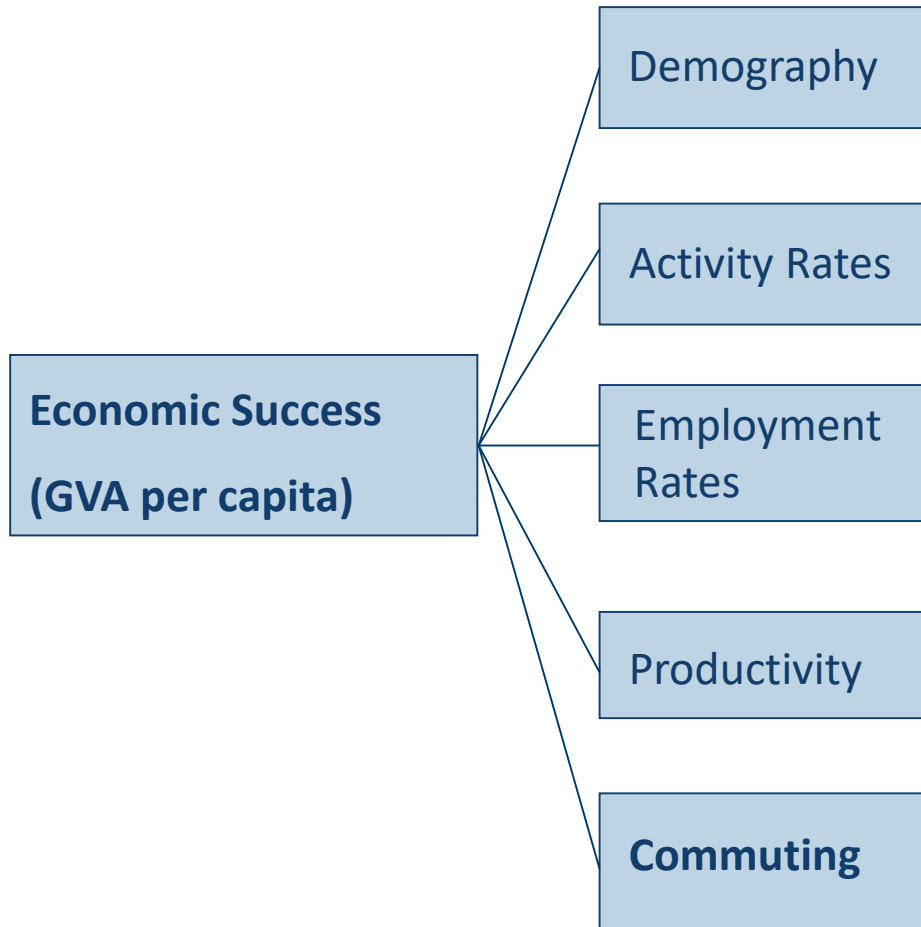 Demography
Activity Rates
Economic Success
(GVA per capita)
Employment
Rates
Productivity
Commuting